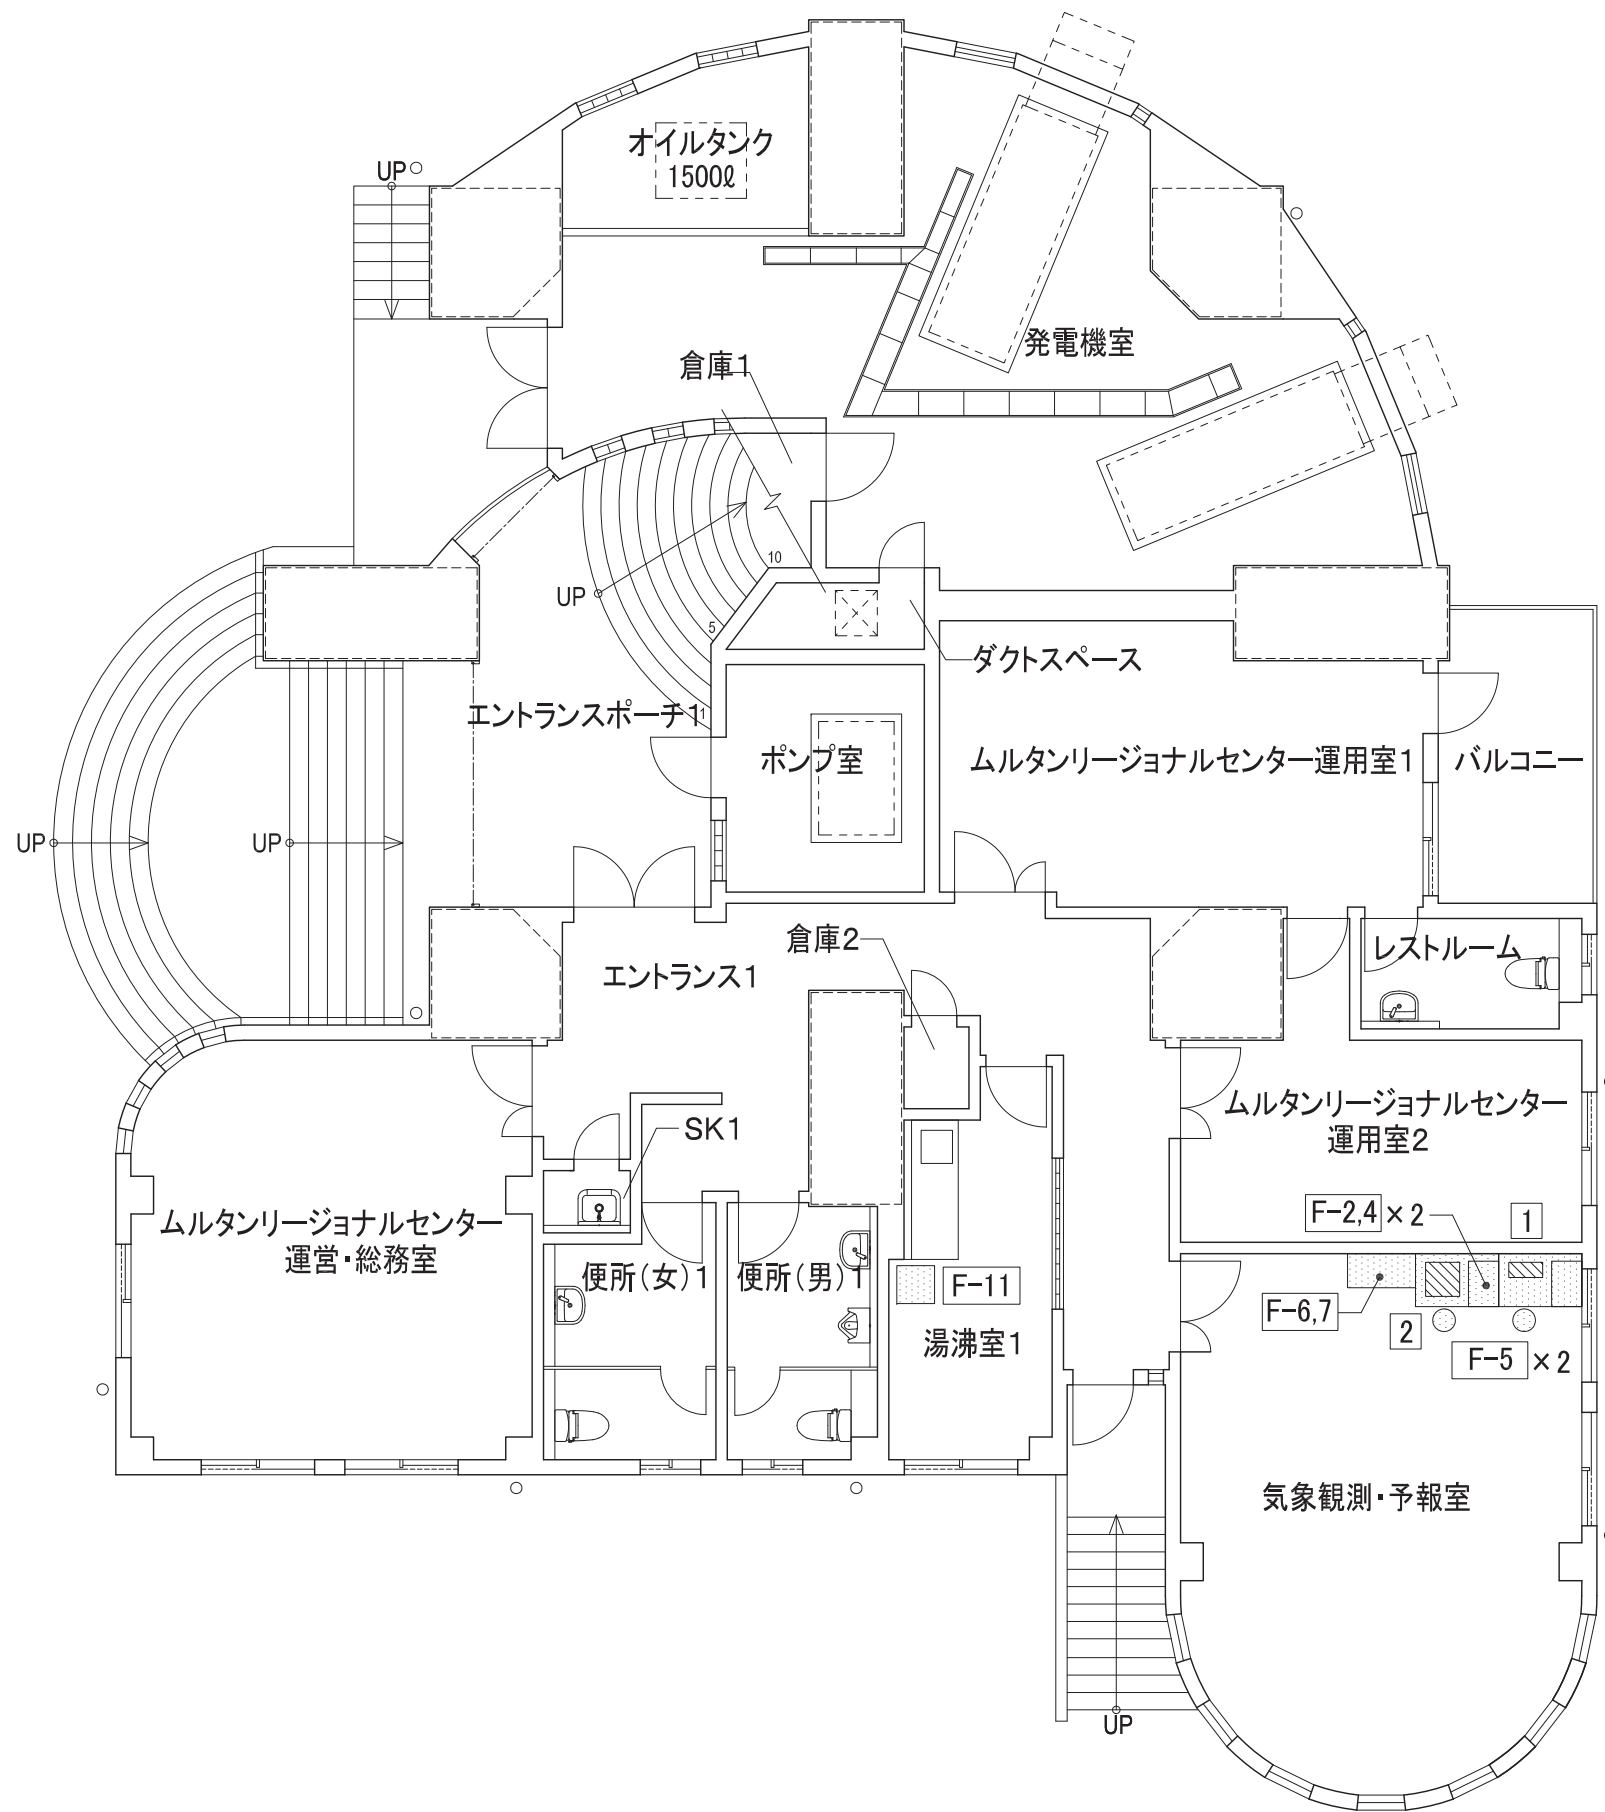 オイルタンク
1500ℓ
UP
発電機室
倉庫1
10
UP
5
ダクトスペース
エントランスポーチ1
1
ポンプ室
ムルタンリージョナルセンター運用室1
バルコニー
UP
UP
倉庫2
レストルーム
エントランス1
SK1
ムルタンリージョナルセンター
運用室2
ムルタンリージョナルセンター
運営・総務室
F-2,4 × 2
1
便所(女)1
便所(男)1
F-11
F-6,7
2
湯沸室1
F-5 × 2
気象観測・予報室
UP